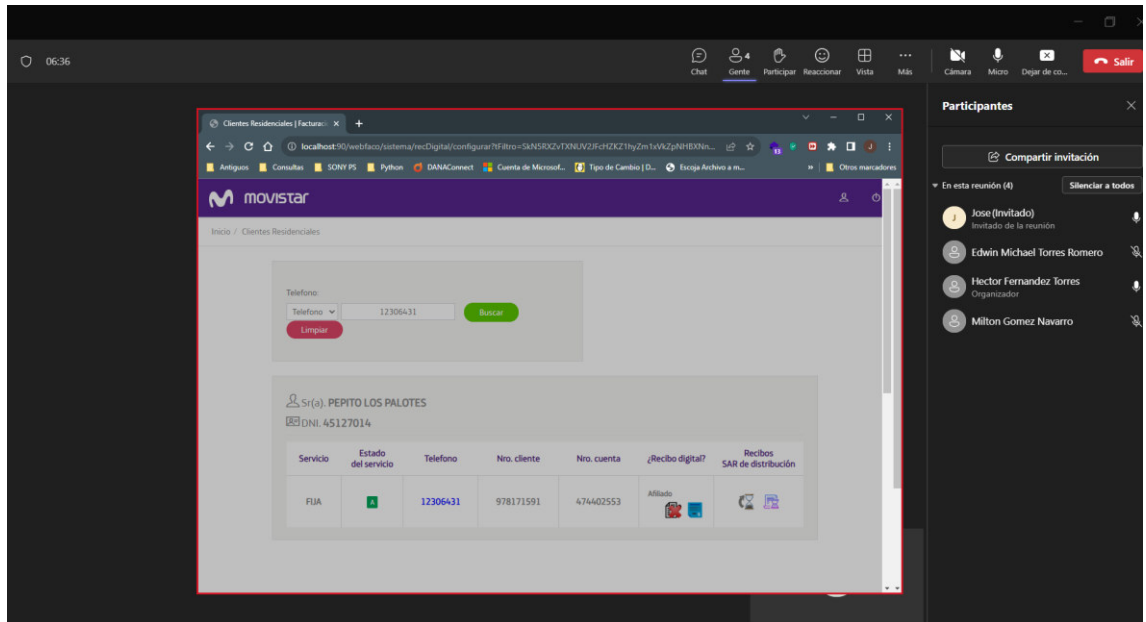 06:36
Chat
4
Gente
Participar
Reaccionar
Vista
Más
Cámara
Micro
Dejar de co...
Salir
Clientes Residenciales | Facturaci
localhost:90/webfaco/sistema/recDigital/configurar?tFiltro=
Antiguos
Consultas
SONY PS
Python
DANAConnect
Cuenta de Microsof...
Tipo de Cambio | D...
Escoja Archivo a m...
»
Otros marcadores
movistar
Inicio / Clientes Residenciales
Telefono:
Telefono
12306431
Buscar
Limpiar
Sr(a). PEPITO LOS PALOTES
DNI. 45127014
Servicio
Estado del servicio
Telefono
Nro. cliente
Nro. cuenta
¿Recibo digital?
Recibos SAR de distribución
FIJA
A
12306431
978171591
474402553
Afiliado
Participantes
Compartir invitación
En esta reunión (4)
Silenciar a todos
J
Jose (Invitado)
Invitado de la reunión
Edwin Michael Torres Romero
Hector Fernandez Torres
Organizador
Milton Gomez Navarro